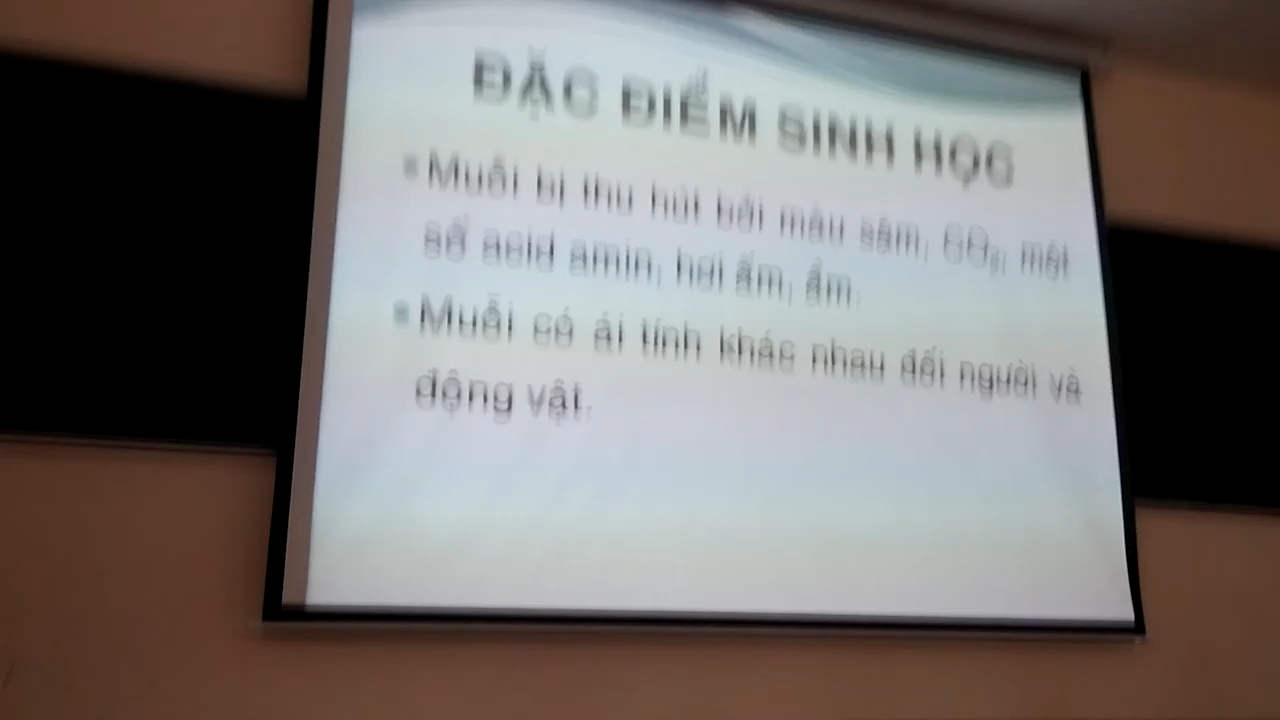 ĐẶC ĐIỂM SINH HỌC
Muỗi bị thu hút bởi màu sẫm, CO₂, một
số acid amin, hơi ấm, ẩm.
Muỗi có ái tính khác nhau đối người và
động vật.